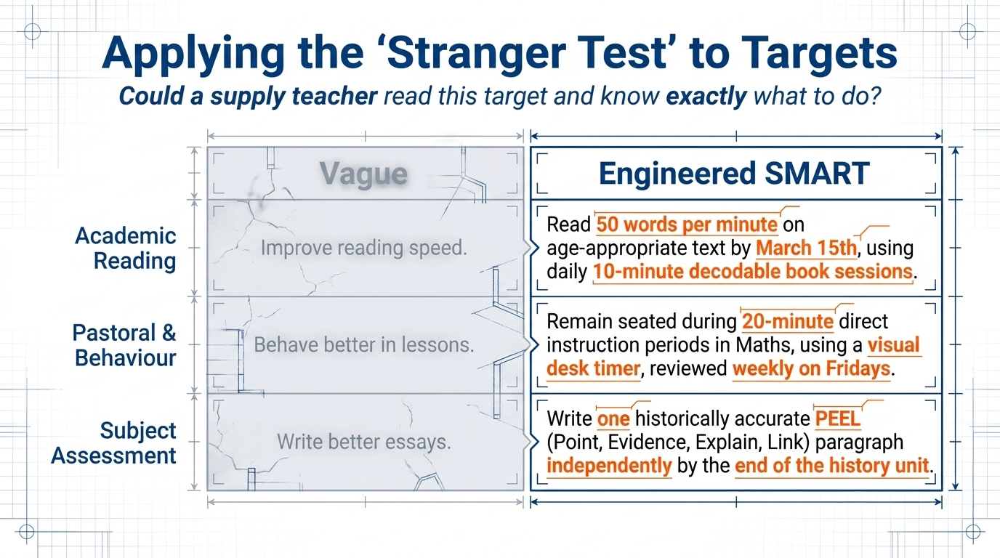 Applying the ‘Stranger Test’ to Targets
Could a supply teacher read this target and know exactly what to do?
Vague
Engineered SMART
Academic
Reading
Improve reading speed.
Read 50 words per minute on
age-appropriate text by March 15th, using
daily 10-minute decodable book sessions.
Pastoral &
Behaviour
Behave better in lessons.
Remain seated during 20-minute direct
instruction periods in Maths, using a visual
desk timer, reviewed weekly on Fridays.
Subject
Assessment
Write better essays.
Write one historically accurate PEEL
(Point, Evidence, Explain, Link) paragraph
independently by the end of the history unit.